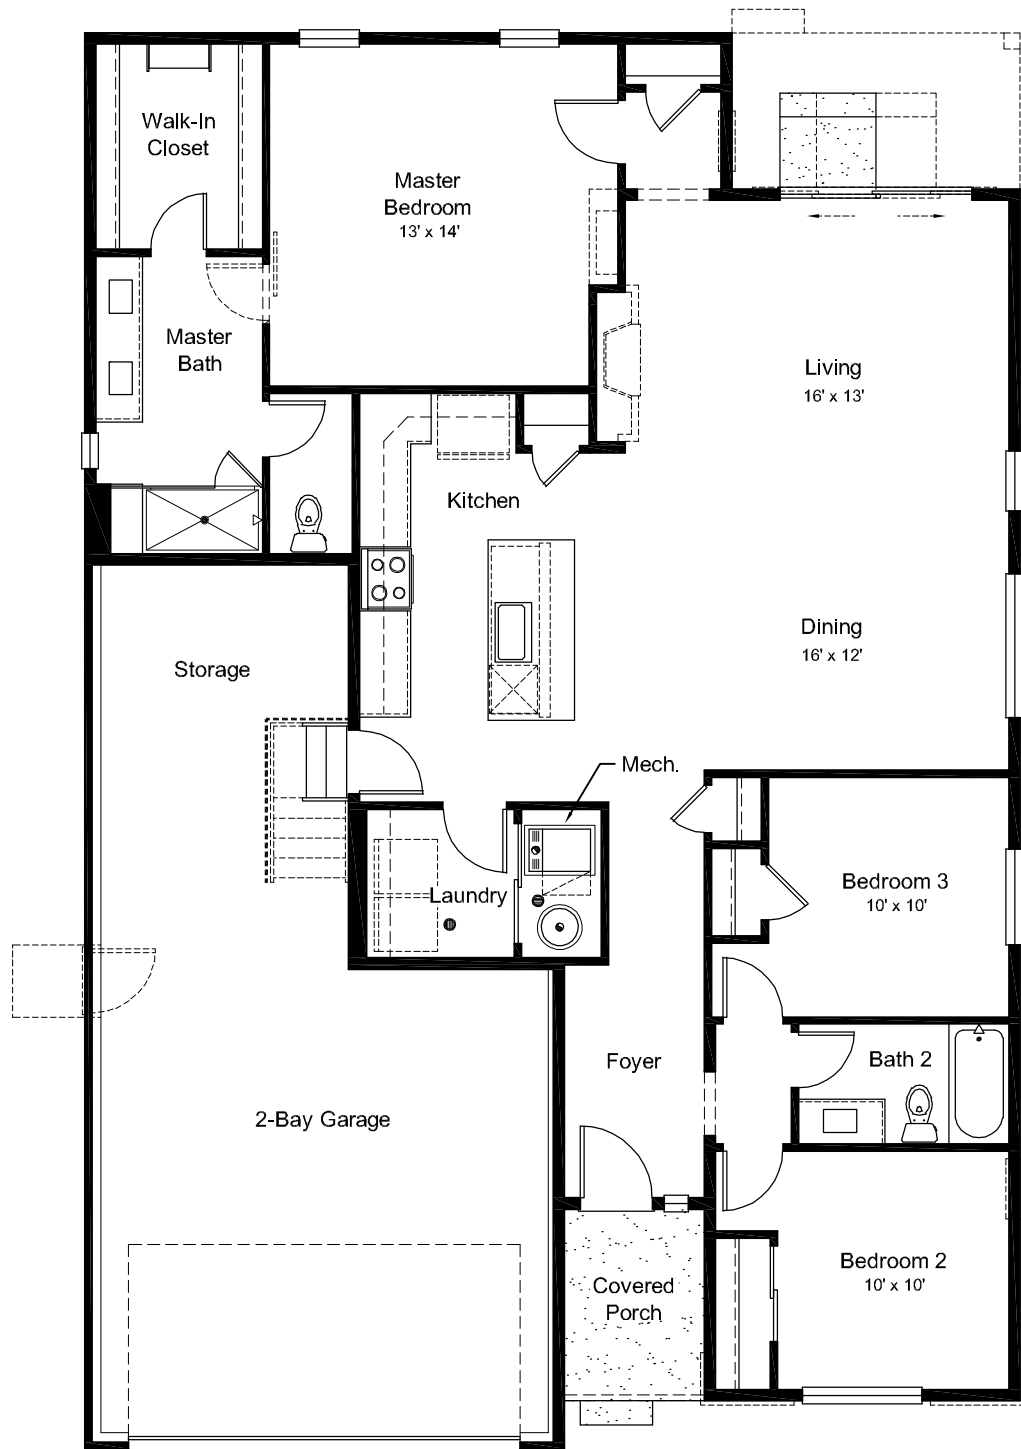 Walk-In
Closet
Master
Bedroom
13' x 14'
Master
Bath
Living
16' x 13'
Kitchen
Dining
16' x 12'
Storage
Mech.
Laundry
Bedroom 3
10' x 10'
Foyer
Bath 2
2-Bay Garage
Bedroom 2
10' x 10'
Covered
Porch